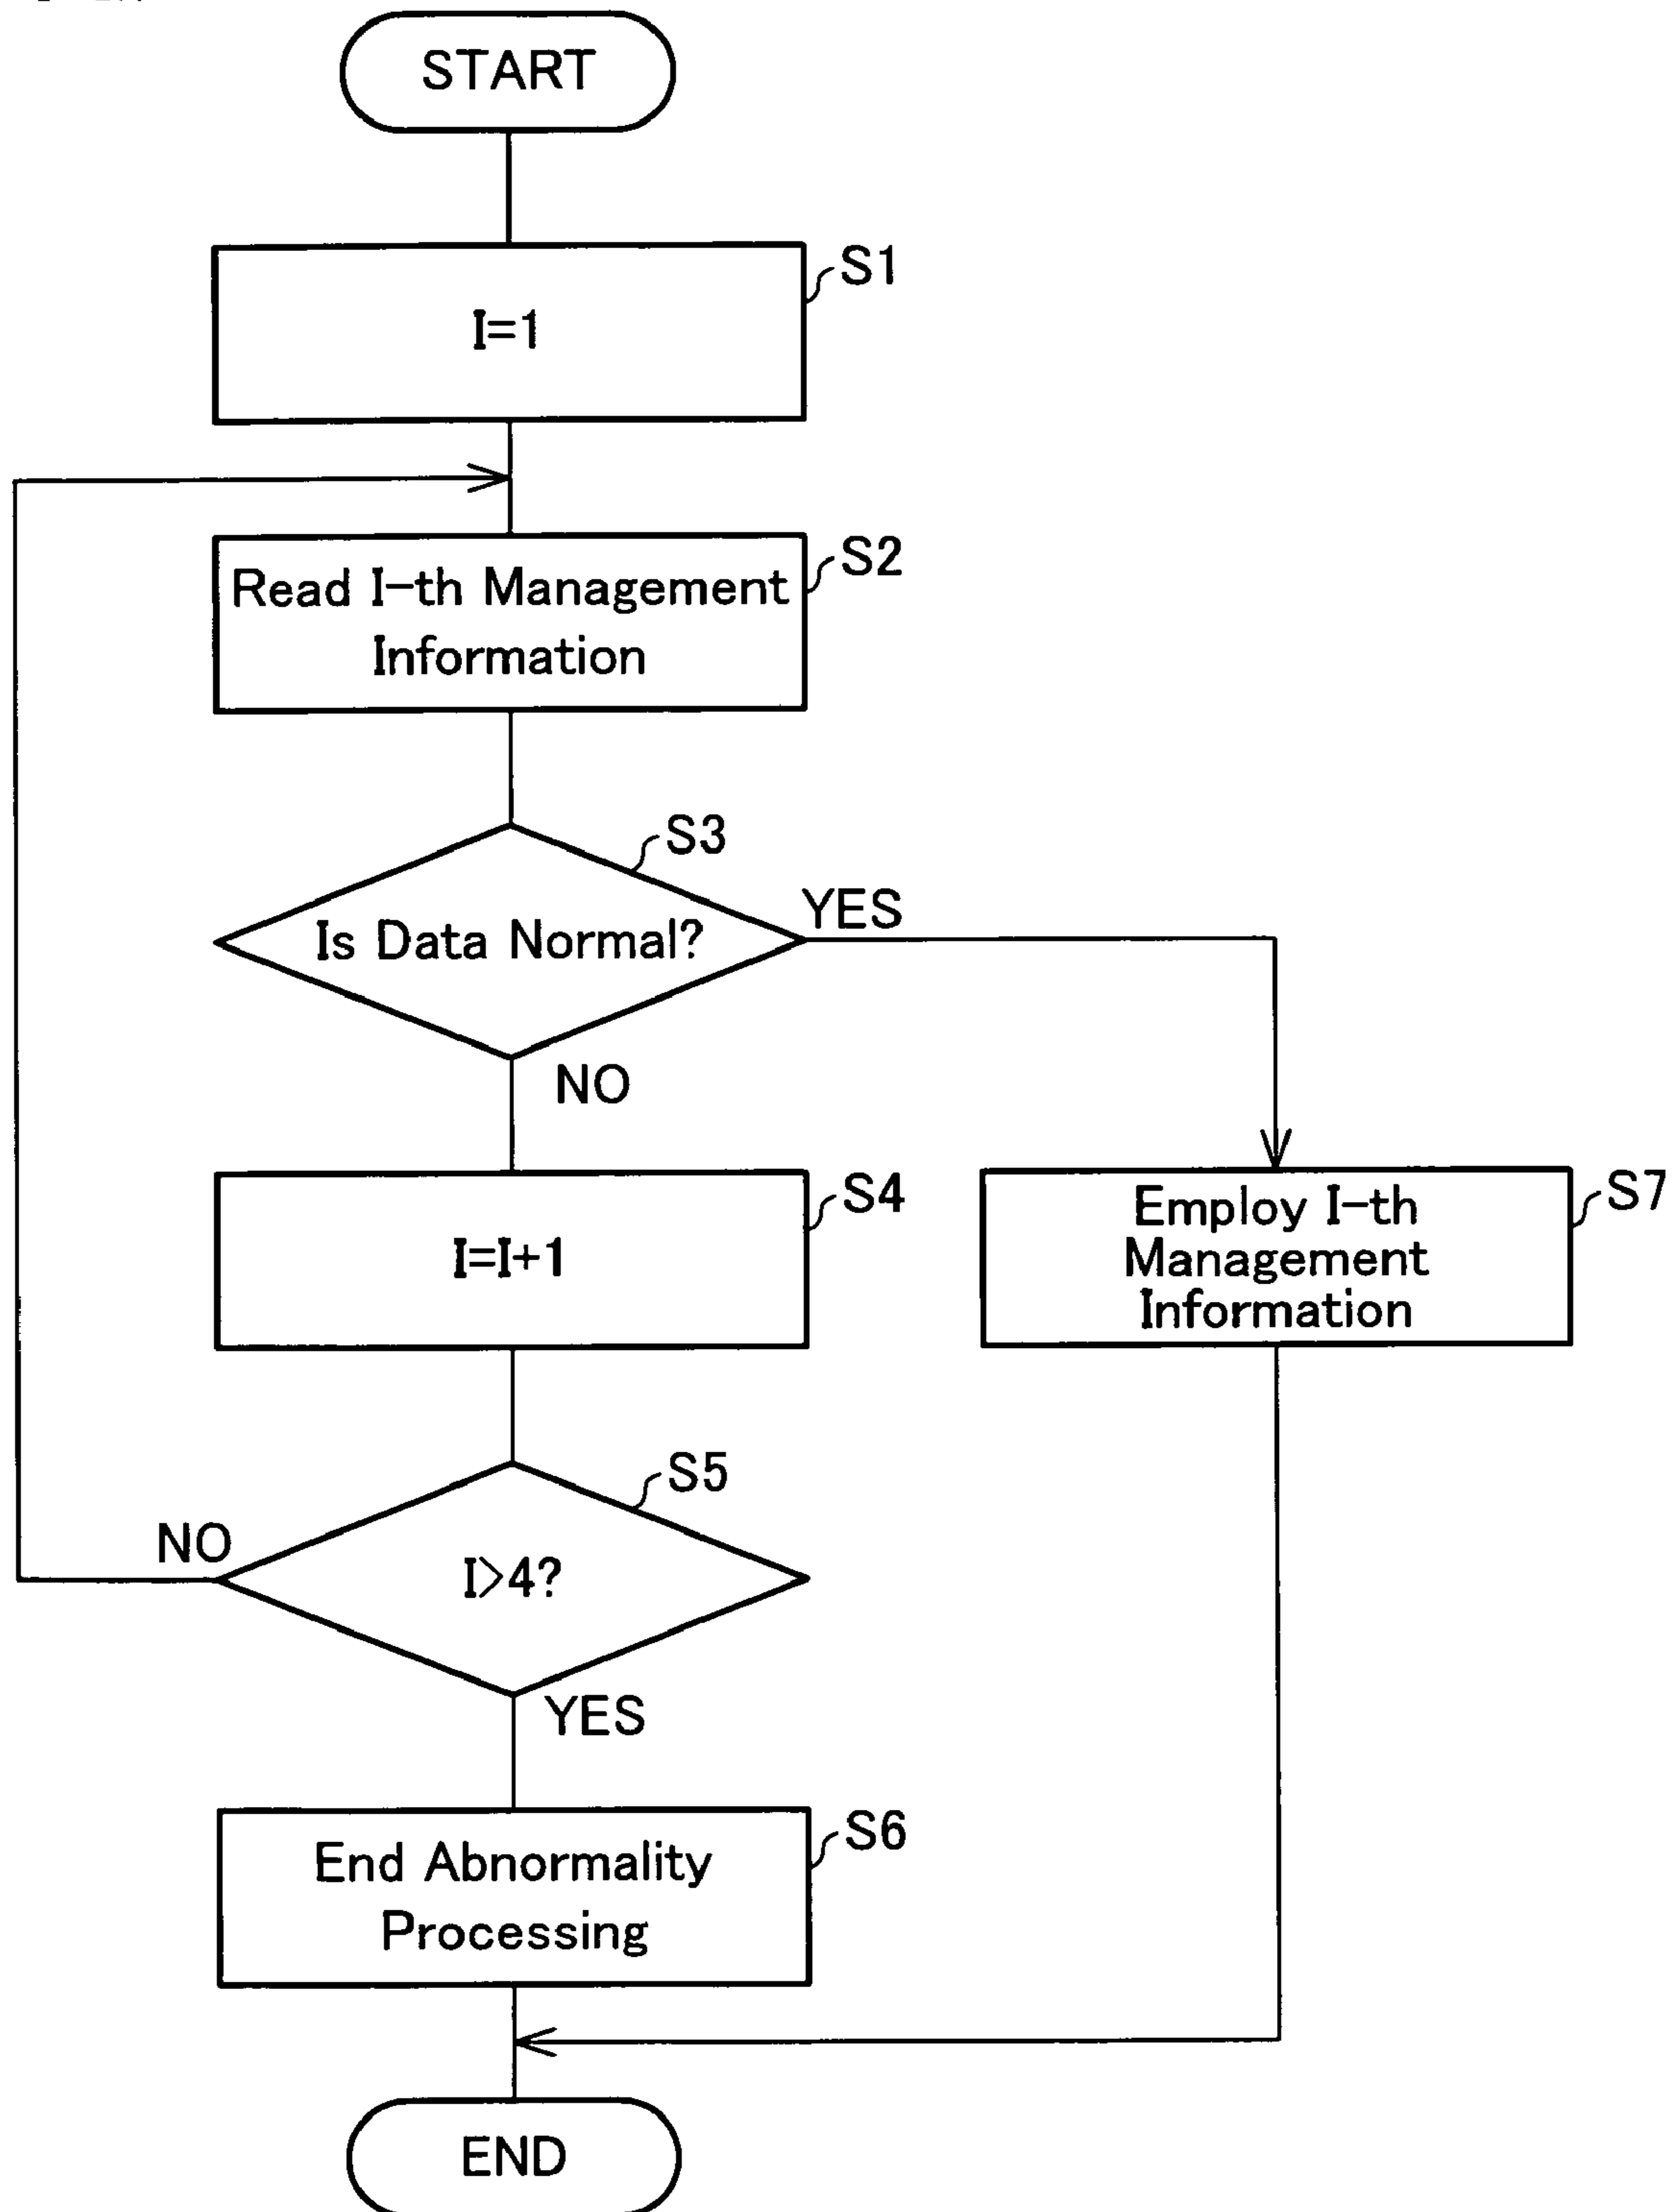 START
S1
I=1
S2
Read I-th Management
Information
S3
Is Data Normal?
YES
NO
S4
I=I+1
S7
Employ I-th
Management
Information
S5
I>4?
NO
YES
S6
End Abnormality
Processing
END